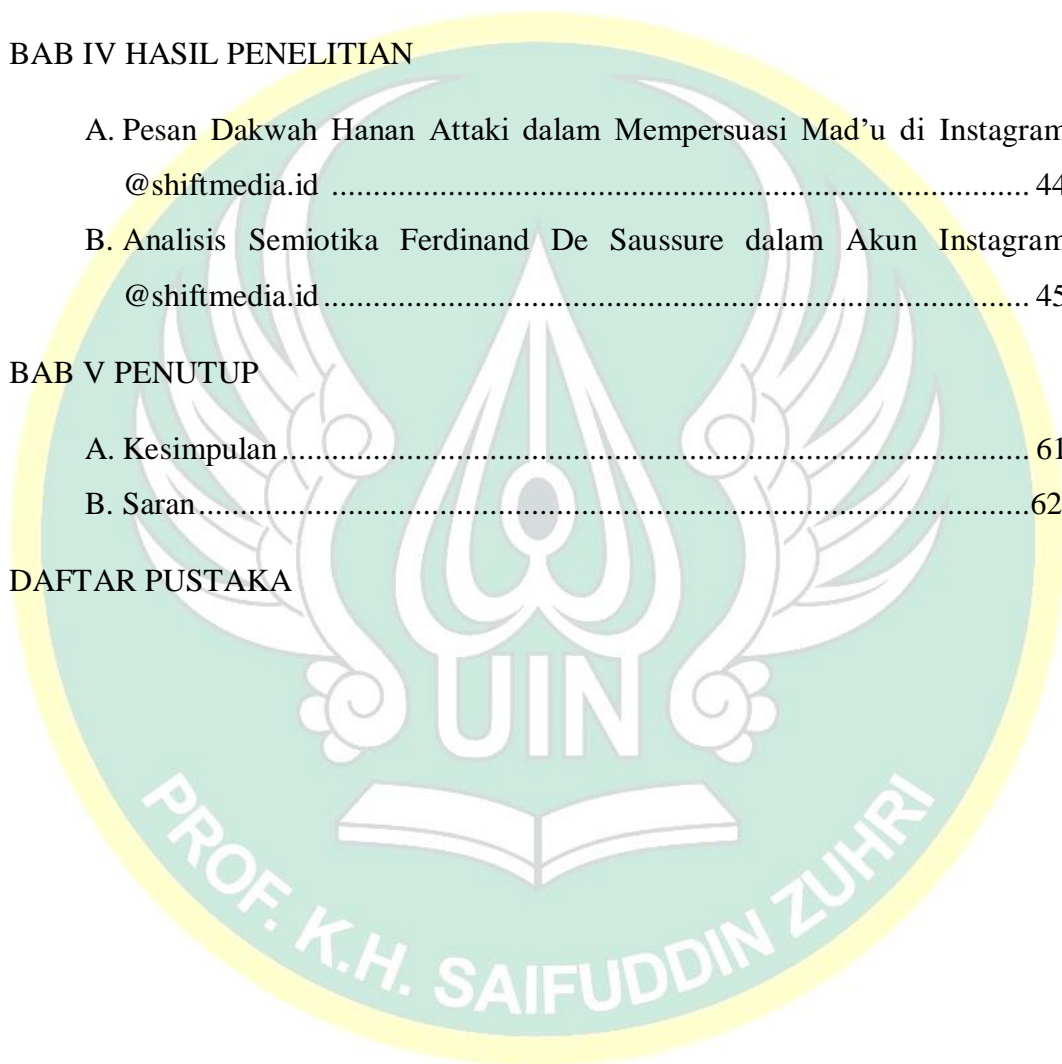 BAB IV HASIL PENELITIAN
A. Pesan Dakwah Hanan Attaki dalam Mempersuasi Mad’u di Instagram
@shiftmedia.id .................................................................................... 44
B. Analisis Semiotika Ferdinand De Saussure dalam Akun Instagram
@shiftmedia.id ..................................................................................... 45
BAB V PENUTUP
A. Kesimpulan .......................................................................................... 61
B. Saran....................................................................................................62
DAFTAR PUSTAKA
UIN
PROF. K.H. SAIFUDDIN ZUHRI